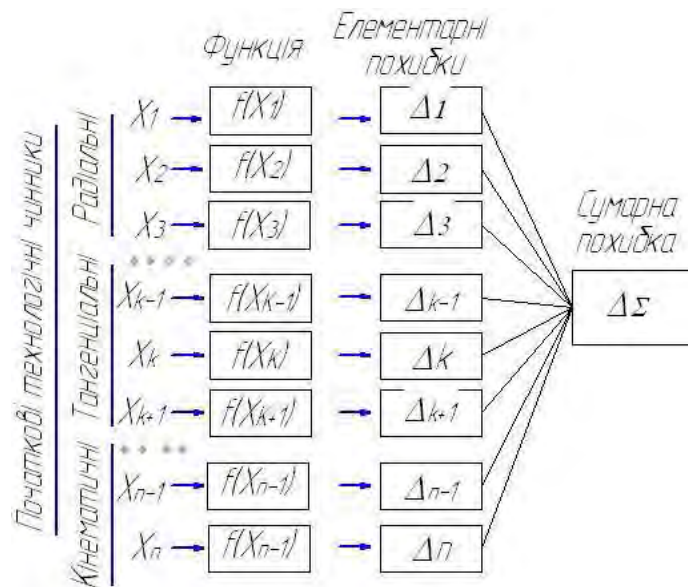 Функція
Елементарні
похибки
Початкові технологічні чинники
Радіальні
X1 f(X1) Δ1
X2 f(X2) Δ2
X3 f(X3) Δ3
Сумарна
похибка
ΔΣ
Тангенціальні
Xk-1 f(Xk-1) Δk-1
Xk f(Xk) Δk
Xk+1 f(Xk+1) Δk+1
Кінематичні
Xn-1 f(Xn-1) Δn-1
Xn f(Xn-1) Δn